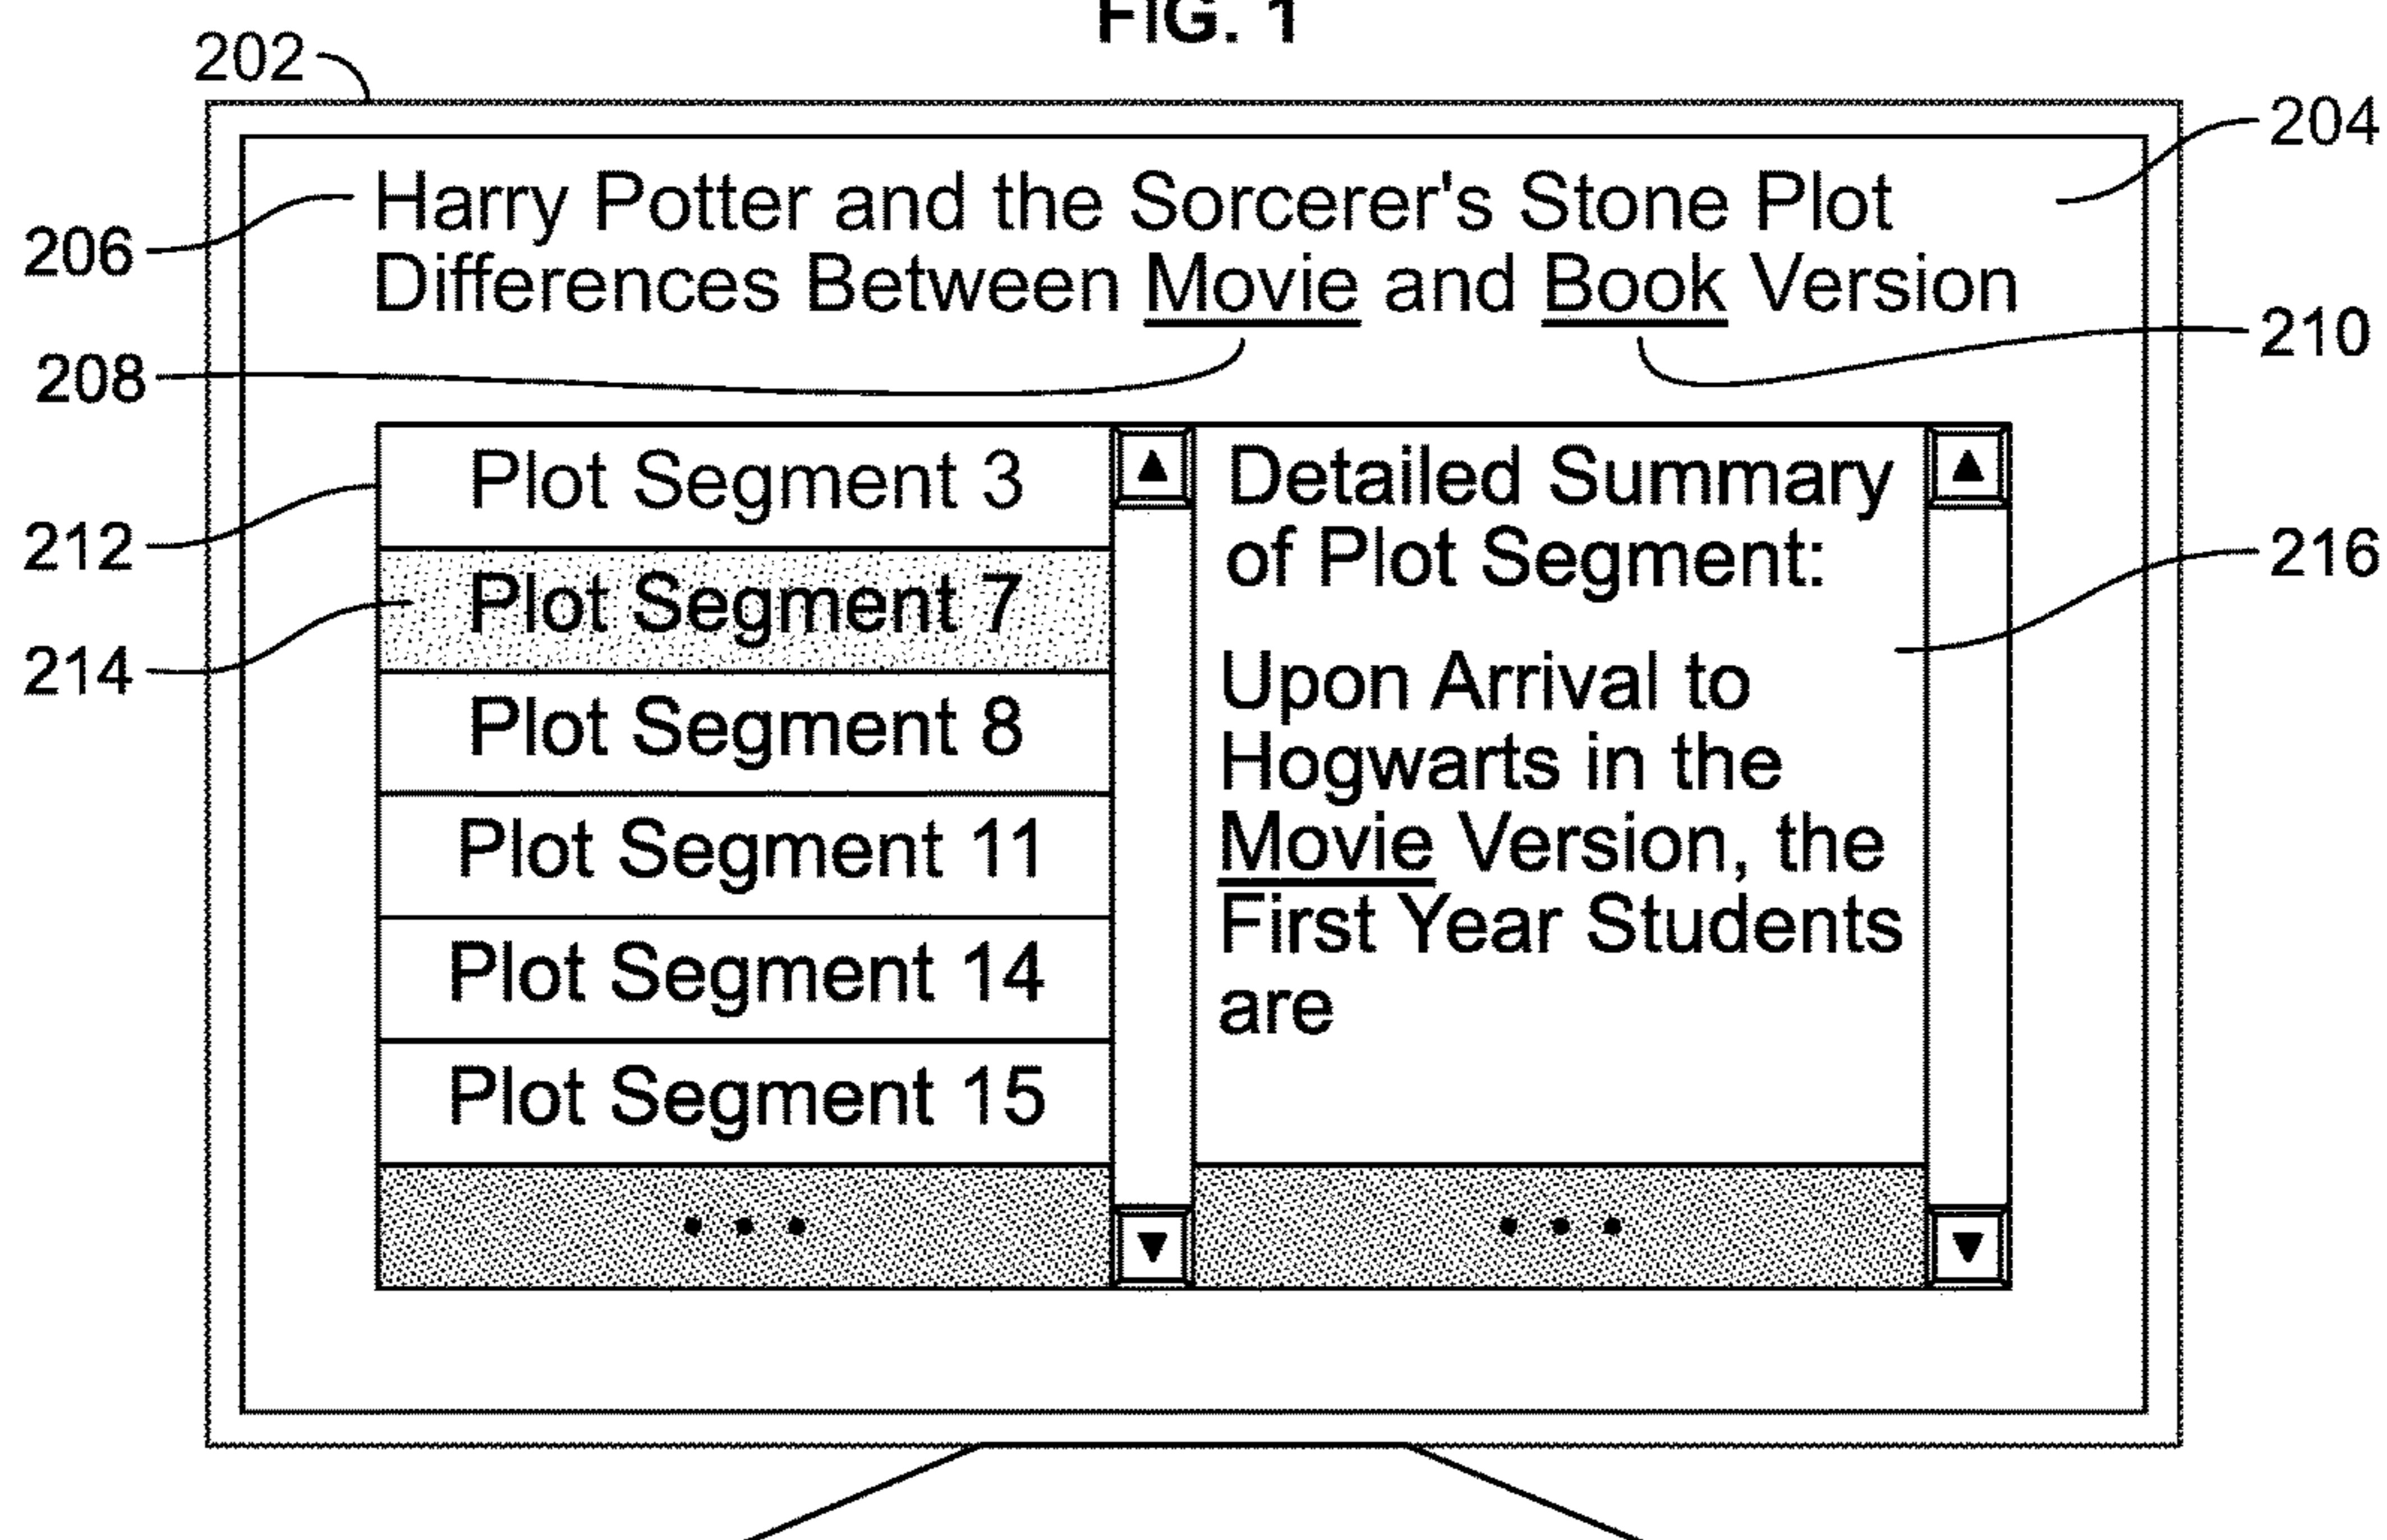 FIG. 1
202
204
Harry Potter and the Sorcerer's Stone Plot
206
Differences Between Movie and Book Version
210
208
Plot Segment 3
Detailed Summary
212
of Plot Segment:
216
Plot Segment 7
214
Upon Arrival to
Plot Segment 8
Hogwarts in the
Plot Segment 11
Movie Version, the
First Year Students
Plot Segment 14
are
Plot Segment 15
• • •
• • •